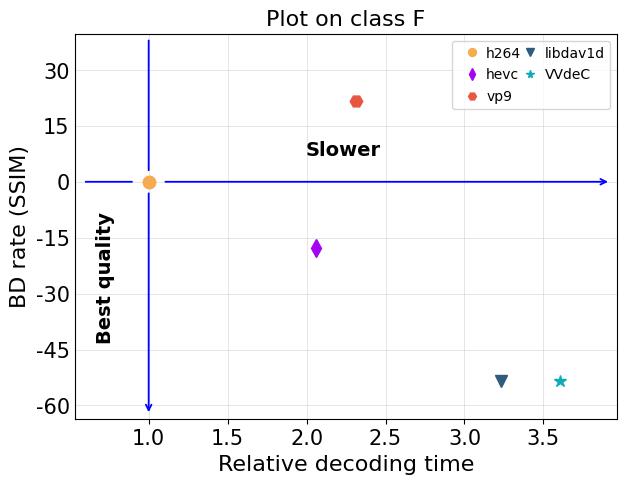 Plot on class F
h264
libdav1d
hevc
VVdeC
vp9
Slower
Best quality
BD rate (SSIM)
30
15
0
-15
-30
-45
-60
1.0
1.5
2.0
2.5
3.0
3.5
Relative decoding time